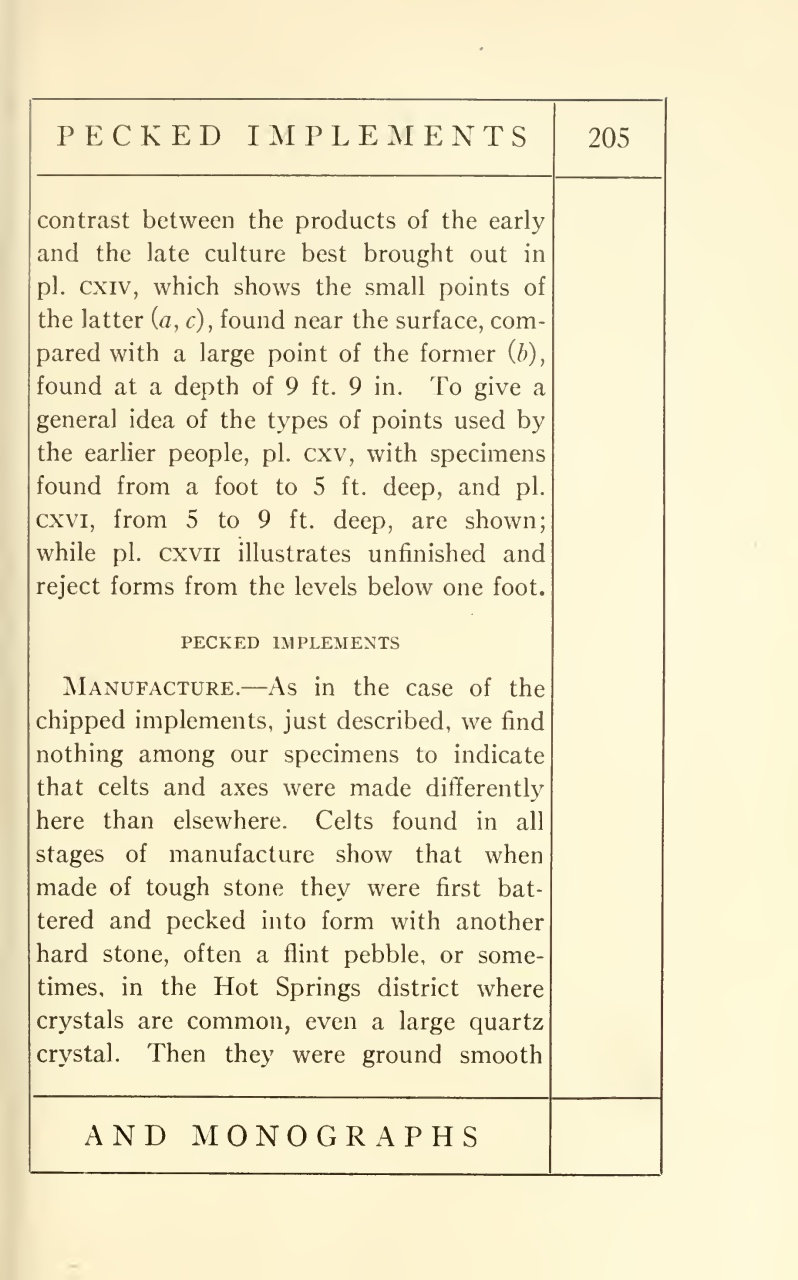 PECKED IMPLEMENTS
205
contrast between the products of the early
and the late culture best brought out in
pl. CXIV, which shows the small points of
the latter (a, c), found near the surface, com-
pared with a large point of the former (b),
found at a depth of 9 ft. 9 in. To give a
general idea of the types of points used by
the earlier people, pl. CXV, with specimens
found from a foot to 5 ft. deep, and pl.
CXVI, from 5 to 9 ft. deep, are shown;
while pl. CXVII illustrates unfinished and
reject forms from the levels below one foot.
PECKED IMPLEMENTS
MANUFACTURE.—As in the case of the
chipped implements, just described, we find
nothing among our specimens to indicate
that celts and axes were made differently
here than elsewhere. Celts found in all
stages of manufacture show that when
made of tough stone they were first bat-
tered and pecked into form with another
hard stone, often a flint pebble, or some-
times, in the Hot Springs district where
crystals are common, even a large quartz
crystal. Then they were ground smooth
AND MONOGRAPHS